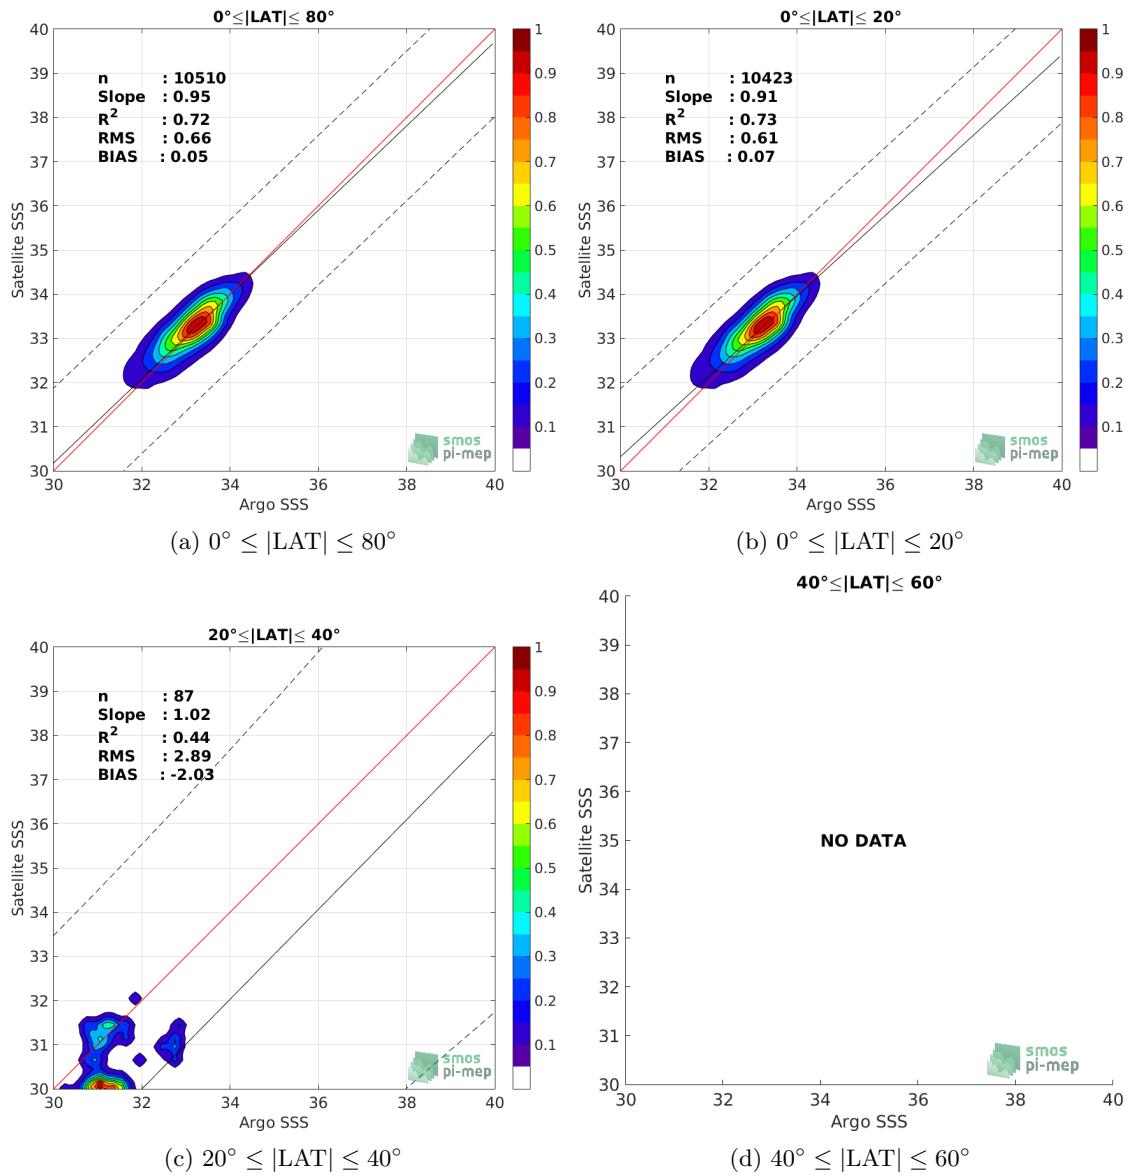 0°≤|LAT|≤ 80°
40
39
38
37
36
35
34
33
32
31
30
Satellite SSS
n : 10510
Slope : 0.95
R2 : 0.72
RMS : 0.66
BIAS : 0.05
smos
pi-mep
30 32 34 36 38 40
Argo SSS
1
0.9
0.8
0.7
0.6
0.5
0.4
0.3
0.2
0.1
(a) 0° ≤ |LAT| ≤ 80°
0°≤|LAT|≤ 20°
40
39
38
37
36
35
34
33
32
31
30
Satellite SSS
n : 10423
Slope : 0.91
R2 : 0.73
RMS : 0.61
BIAS : 0.07
smos
pi-mep
30 32 34 36 38 40
Argo SSS
1
0.9
0.8
0.7
0.6
0.5
0.4
0.3
0.2
0.1
(b) 0° ≤ |LAT| ≤ 20°
20°≤|LAT|≤ 40°
40
39
38
37
36
35
34
33
32
31
30
Satellite SSS
n : 87
Slope : 1.02
R2 : 0.44
RMS : 2.89
BIAS : -2.03
smos
pi-mep
30 32 34 36 38 40
Argo SSS
1
0.9
0.8
0.7
0.6
0.5
0.4
0.3
0.2
0.1
(c) 20° ≤ |LAT| ≤ 40°
40°≤|LAT|≤ 60°
40
39
38
37
36
35
34
33
32
31
30
Satellite SSS
NO DATA
smos
pi-mep
30 32 34 36 38 40
Argo SSS
(d) 40° ≤ |LAT| ≤ 60°